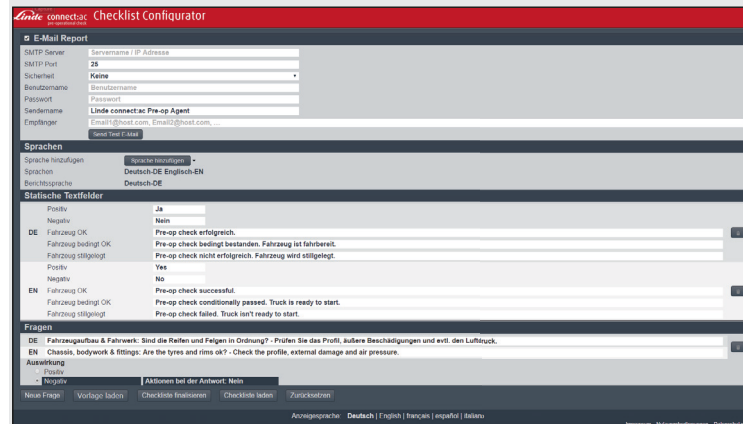 Linde connect:ac Checklist Configurator
pre-operational check
E-Mail Report
SMTP Server Servername / IP Adresse
SMTP Port 25
Sicherheit Keine
Benutzername Benutzername
Passwort Passwort
Sendername Linde connect:ac Pre-op Agent
Empfänger Email1@host.com, Email2@host.com, ...
Send Test E-Mail
Sprachen
Sprache hinzufügen Sprache hinzufügen
Sprachen Deutsch-DE Englisch-EN
Berichtssprache Deutsch-DE
Statische Textfelder
Positiv Ja
Negativ Nein
DE Fahrzeug OK Pre-op check erfolgreich.
Fahrzeug bedingt OK Pre-op check bedingt bestanden. Fahrzeug ist fahrbereit.
Fahrzeug stillgelegt Pre-op check nicht erfolgreich. Fahrzeug wird stillgelegt.
Positiv Yes
Negativ No
EN Fahrzeug OK Pre-op check successful.
Fahrzeug bedingt OK Pre-op check conditionally passed. Truck is ready to start.
Fahrzeug stillgelegt Pre-op check failed. Truck isn't ready to start.
Fragen
DE Fahrzeugaufbau & Fahrwerk: Sind die Reifen und Felgen in Ordnung? - Prüfen Sie das Profil, äußere Beschädigungen und evtl. den Luftdruck.
EN Chassis, bodywork & fittings: Are the tyres and rims ok? - Check the profile, external damage and air pressure.
Auswirkung
Positiv
Negativ Aktionen bei der Antwort: Nein
Neue Frage Vorlage laden Checkliste finalisieren Checkliste laden Zurücksetzen
Anzeigesprache: Deutsch | English | français | español | italiano